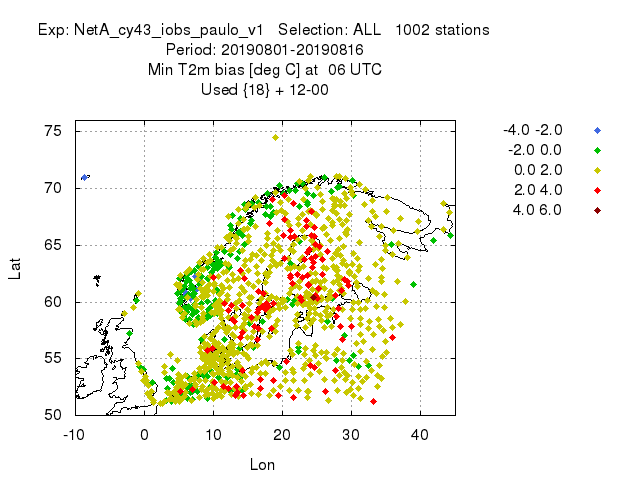 Exp: NetA_cy43_iobs_paulo_v1   Selection: ALL   1002 stations
Period: 20190801-20190816
Min T2m bias [deg C] at  06 UTC
Used {18} + 12-00
-4.0 -2.0
-2.0 0.0
0.0 2.0
2.0 4.0
4.0 6.0
75
70
65
60
55
50
Lat
-10 0 10 20 30 40
Lon